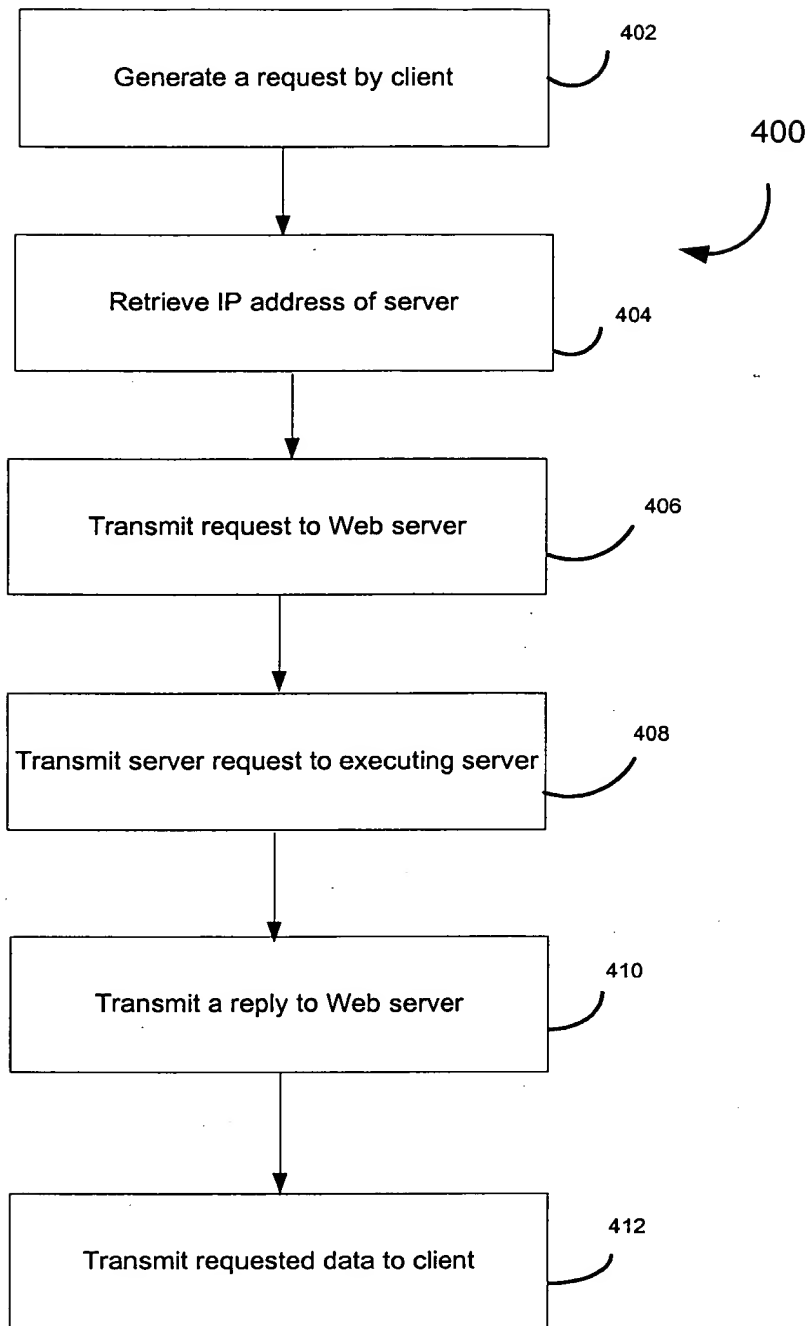 Generate a request by client
402
400
Retrieve IP address of server
404
Transmit request to Web server
406
Transmit server request to executing server
408
Transmit a reply to Web server
410
Transmit requested data to client
412